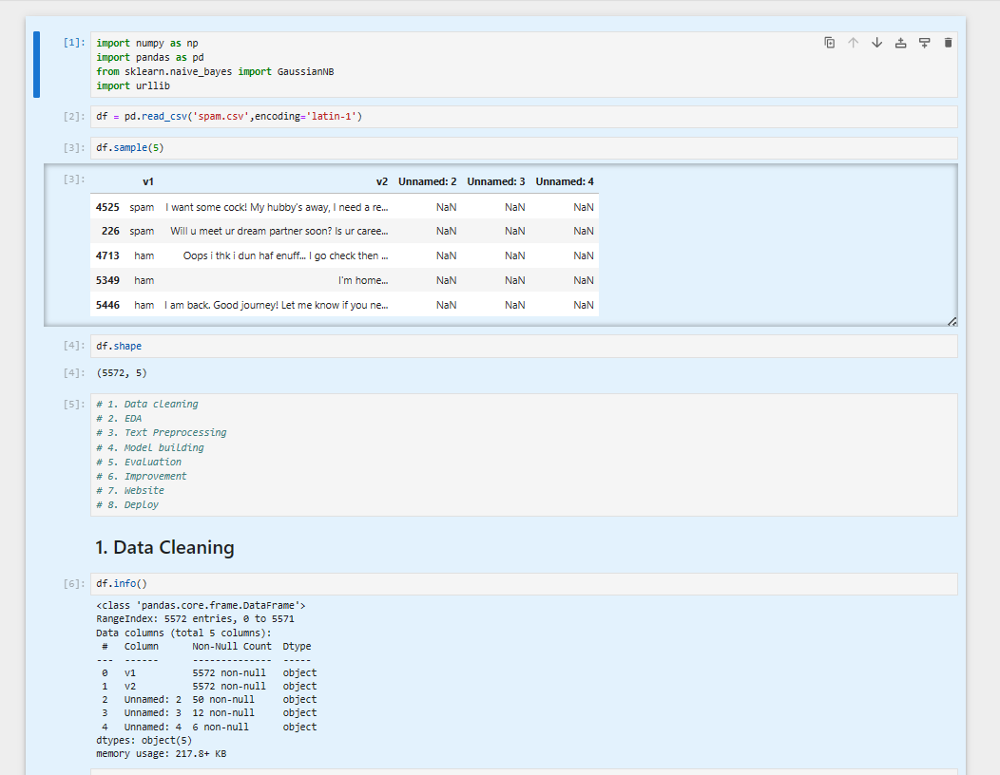 [1]: import numpy as np
import pandas as pd
from sklearn.naive_bayes import GaussianNB
import urllib
[2]: df = pd.read_csv('spam.csv',encoding='latin-1')
[3]: df.sample(5)
[3]: v1 v2 Unnamed: 2 Unnamed: 3 Unnamed: 4
4525 spam I want some cock! My hubby's away, I need a re... NaN NaN NaN
226 spam Will u meet ur dream partner soon? Is ur caree... NaN NaN NaN
4713 ham Oops i thk i dun haf enuff... I go check then ... NaN NaN NaN
5349 ham I'm home... NaN NaN NaN
5446 ham I am back. Good journey! Let me know if you ne... NaN NaN NaN
[4]: df.shape
[4]: (5572, 5)
[5]: # 1. Data cleaning
# 2. EDA
# 3. Text Preprocessing
# 4. Model building
# 5. Evaluation
# 6. Improvement
# 7. Website
# 8. Deploy
1. Data Cleaning
[6]: df.info()
<class 'pandas.core.frame.DataFrame'>
RangeIndex: 5572 entries, 0 to 5571
Data columns (total 5 columns):
# Column Non-Null Count Dtype
--- ------ -------------- -----
0 v1 5572 non-null object
1 v2 5572 non-null object
2 Unnamed: 2 50 non-null object
3 Unnamed: 3 12 non-null object
4 Unnamed: 4 6 non-null object
dtypes: object(5)
memory usage: 217.8+ KB